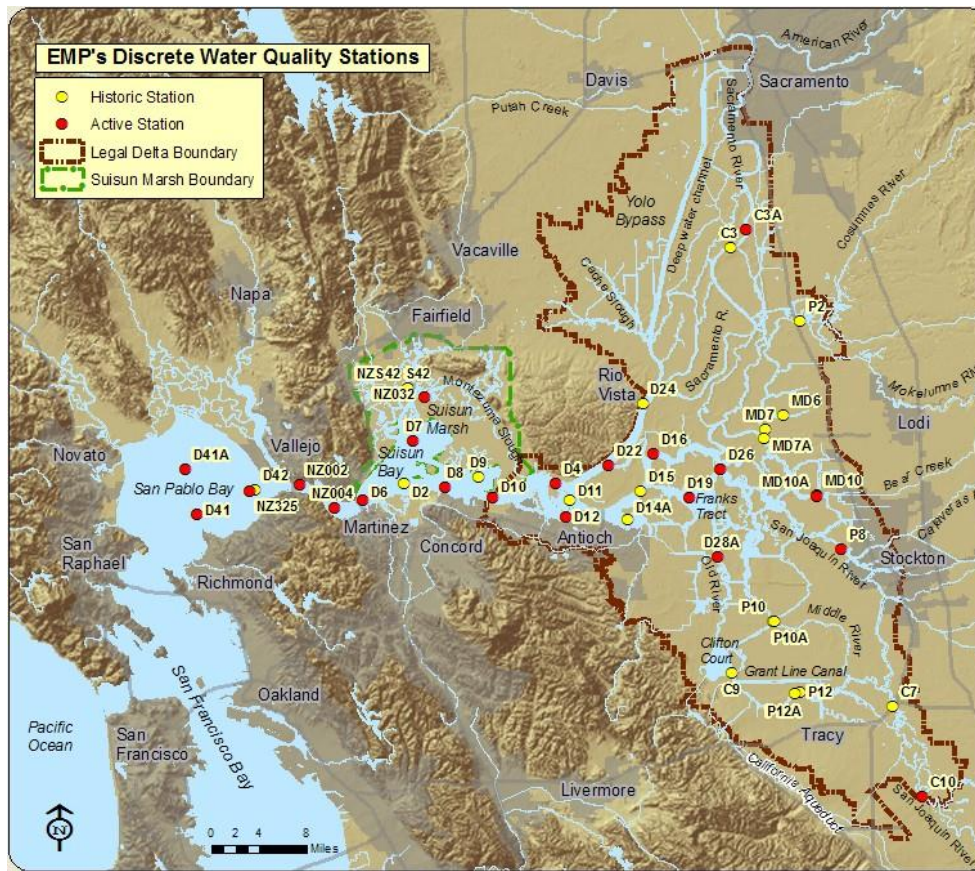 EMP's Discrete Water Quality Stations
Historic Station
Active Station
Legal Delta Boundary
Suisun Marsh Boundary
American River
Davis
Sacramento
Putah Creek
Sacramento River
Deep water channel
Yolo
Bypass
C3A
C3
Cosumnes River
Vacaville
Cache Slough
Napa
Fairfield
P2
Sacramento R.
NZS42
S42
NZ032
Montezuma Slough
Suisun
Marsh
Rio
Vista
D24
MD6
MD7
MD7A
Lodi
D7
Suisun
Bay
Vallejo
Novato
D41A
D42
NZ002
San Pablo Bay
NZ004
NZ325
D41
D6
D2
D8
D9
D10
D4
D22
D16
D15
D26
D11
D12
D14A
D19
Franks
Tract
MD10A
MD10
Bear Creek
Calaveras R
P8
Martinez
Concord
Antioch
San
Raphael
Richmond
D28A
Old River
San Joaquin River
Stockton
P10
P10A
Middle River
Clifton
Court
Grant Line Canal
C9
P12
P12A
C7
Tracy
Oakland
San Francisco Bay
Pacific
Ocean
San
Francisco
Livermore
California Aqueduct
C10
San Joaquin River
N
0 2 4 8
Miles